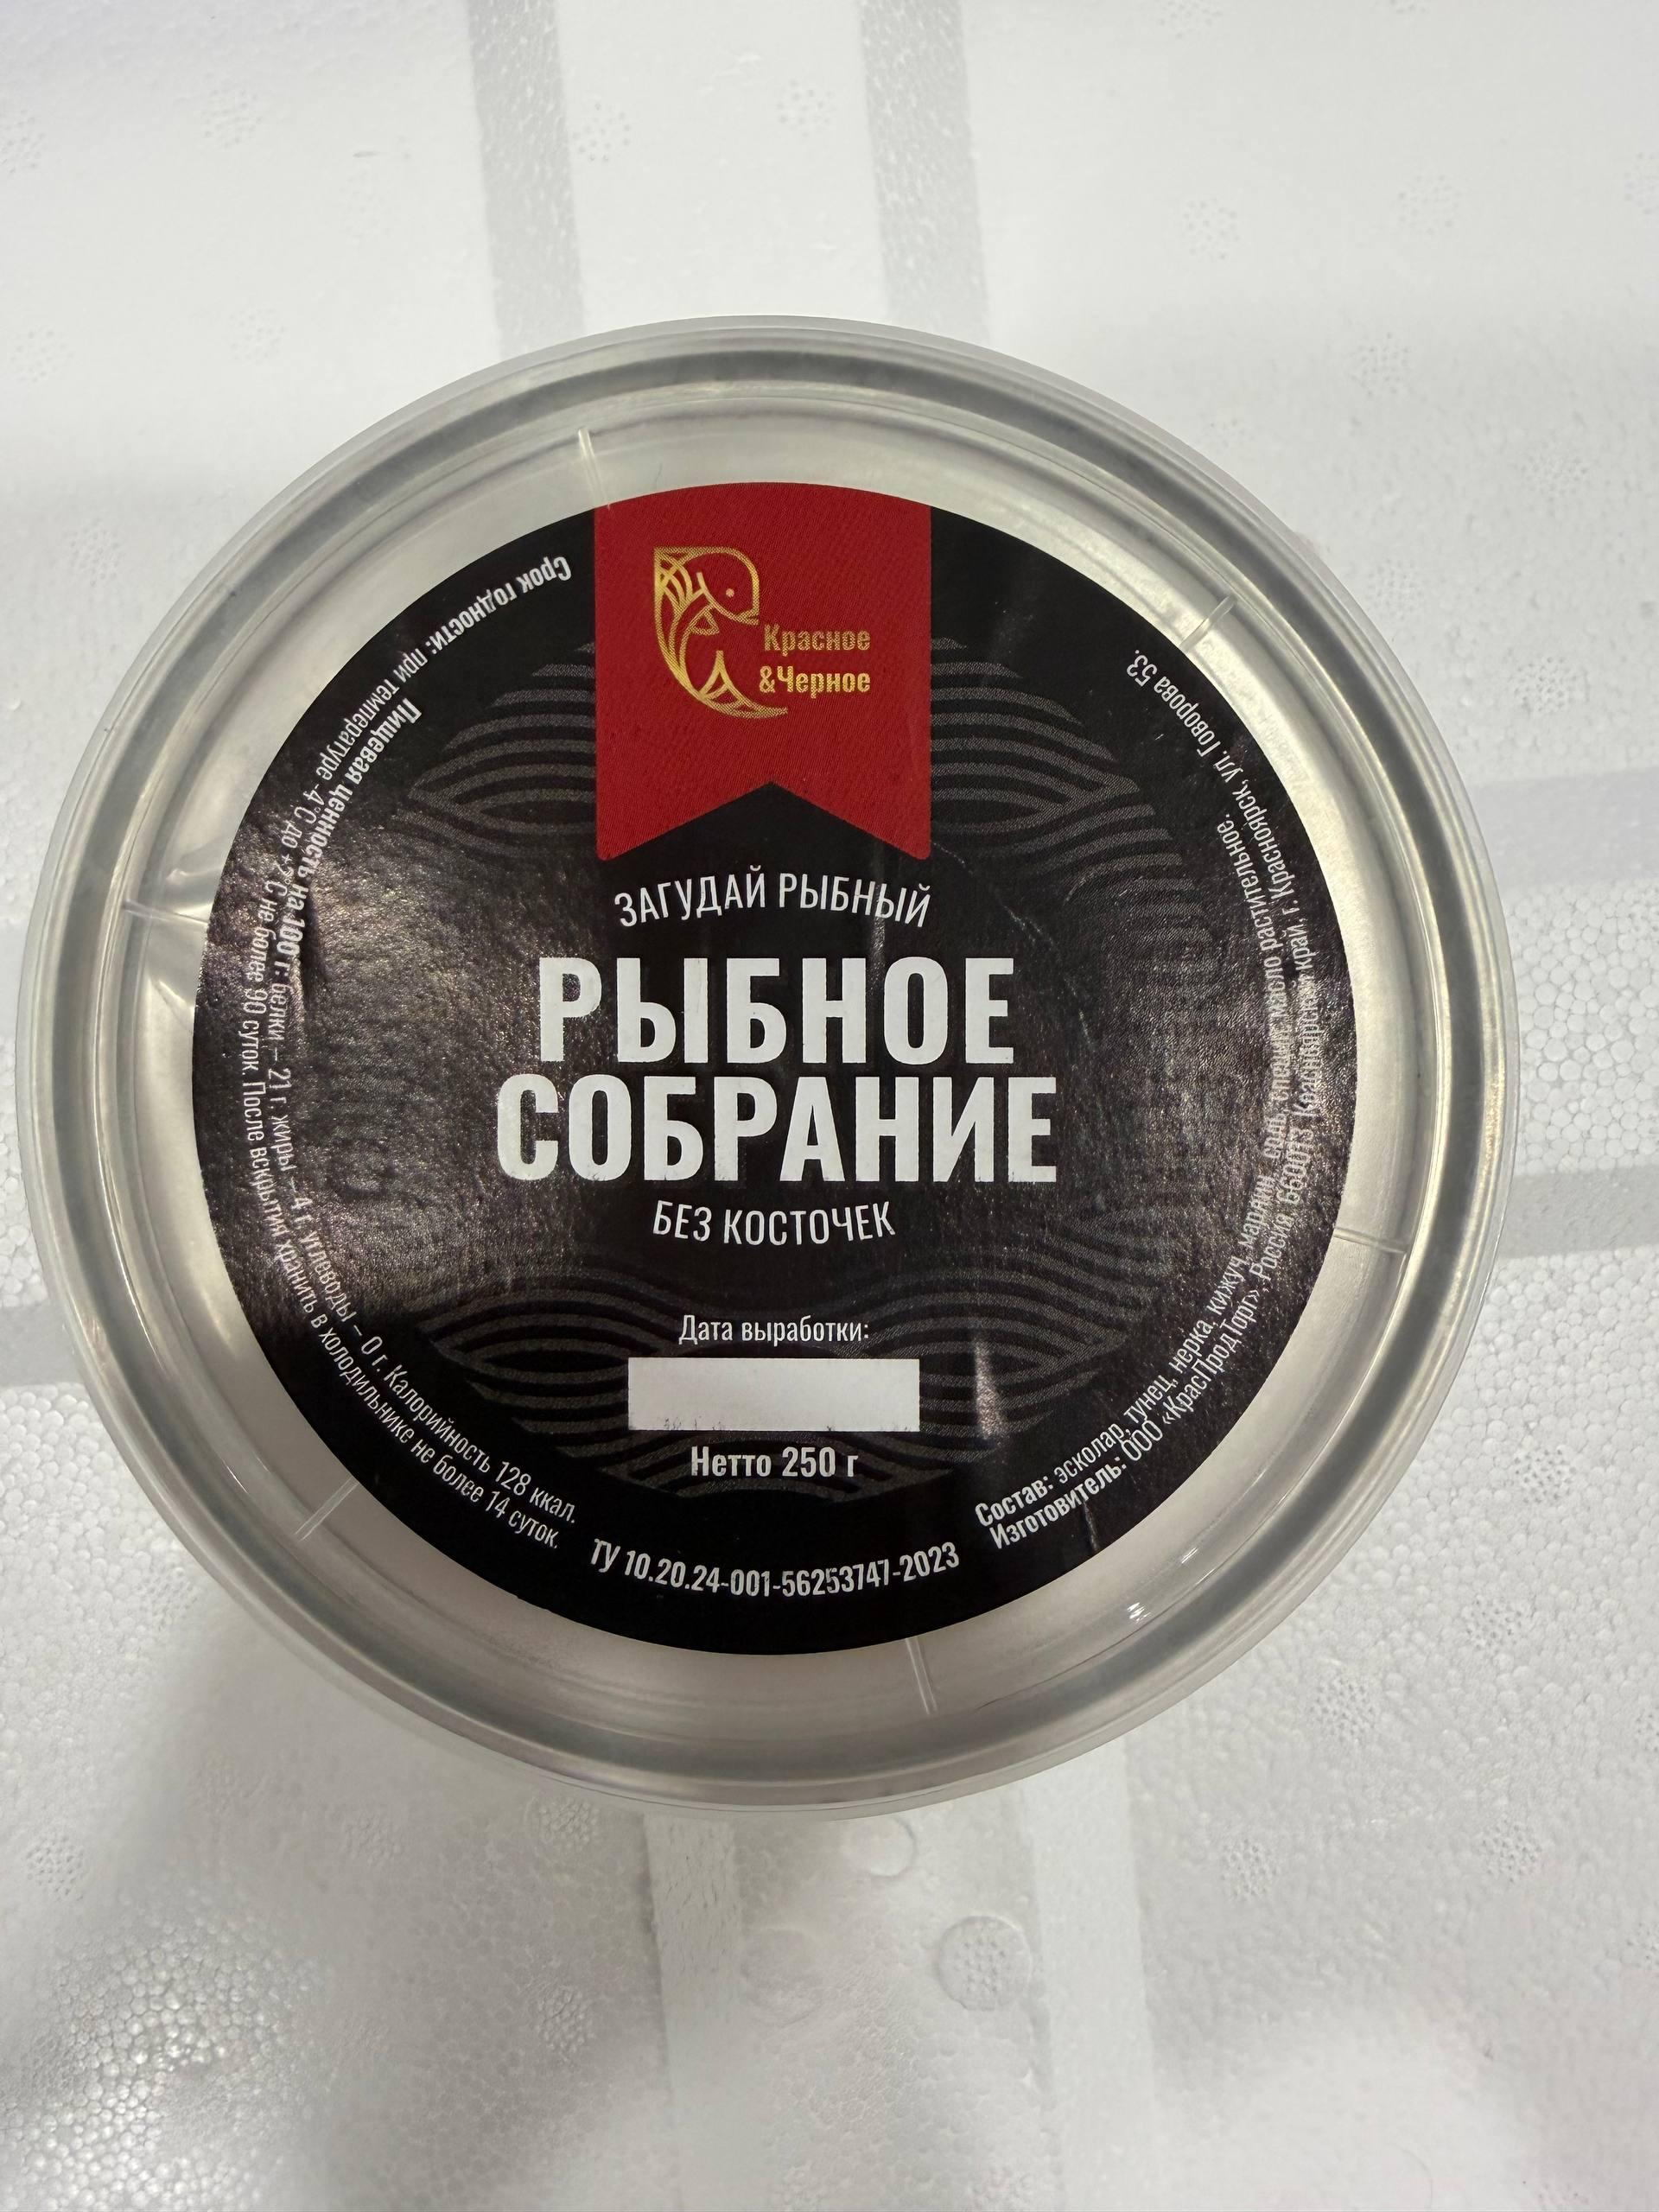 Красное
&Черное
ЗАГУДАЙ РЫБНЫЙ
РЫБНОЕ
СОБРАНИЕ
БЕЗ КОСТОЧЕК
Дата выработки:
Нетто 250 г
ТУ 10.20.24-001-56253747-2023
Пищевая ценность на 100 г: белки – 21 г. жиры – 4 г. углеводы – 0 г. Калорийность 128 ккал.
Срок годности: при температуре -4°С до +2°С не более 90 суток. После вскрытия хранить в холодильнике не более 14 суток.
Состав: эсколар, тунец, нерка, кижуч, марлин, соль, специи, масло растительное.
Изготовитель: ООО «КрасПродТорг», Россия 660073, Красноярский край, г. Красноярск, ул. Говорова 53.